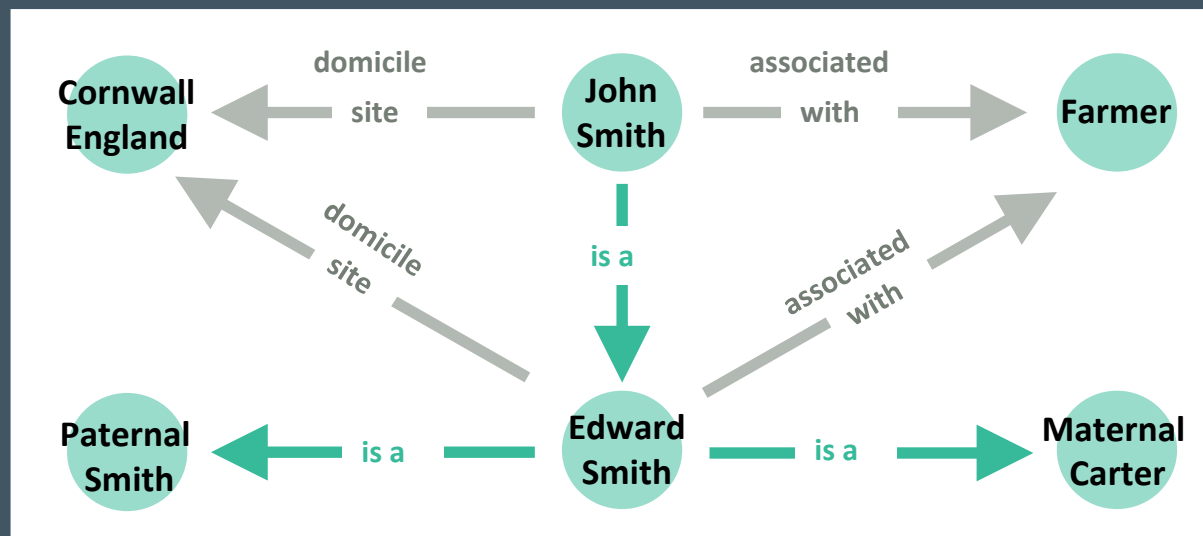 domicile
site
associated
with
Cornwall
England
John
Smith
Farmer
domicile
site
is a
associated
with
Paternal
Smith
is a
Edward
Smith
is a
Maternal
Carter